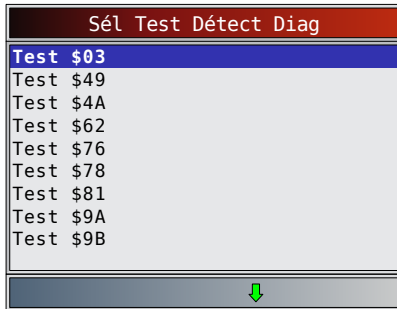 Sél Test Détect Diag
Test $03
Test $49
Test $4A
Test $62
Test $76
Test $78
Test $81
Test $9A
Test $9B